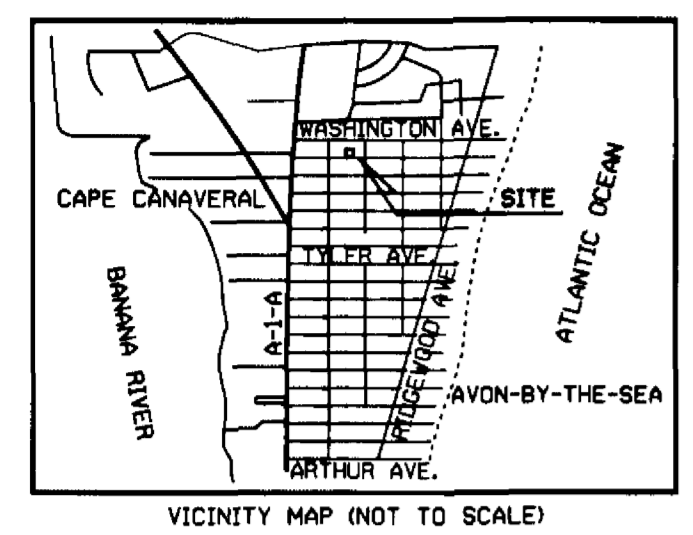 WASHINGTON AVE.
CAPE CANAVERAL
SITE
ATLANTIC OCEAN
TYLER AVE.
BANANA RIVER
A-1-A
RIDGEWOOD AVE.
AVON-BY-THE-SEA
ARTHUR AVE.
VICINITY MAP (NOT TO SCALE)